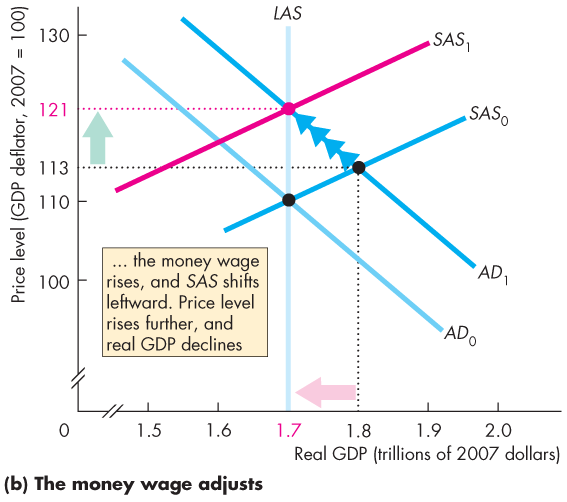 Price level (GDP deflator, 2007 = 100)
LAS
130
SAS1
121
SAS0
113
110
... the money wage
rises, and SAS shifts
leftward. Price level
rises further, and
real GDP declines
100
AD1
AD0
0
1.5
1.6
1.7
1.8
1.9
2.0
Real GDP (trillions of 2007 dollars)
(b) The money wage adjusts